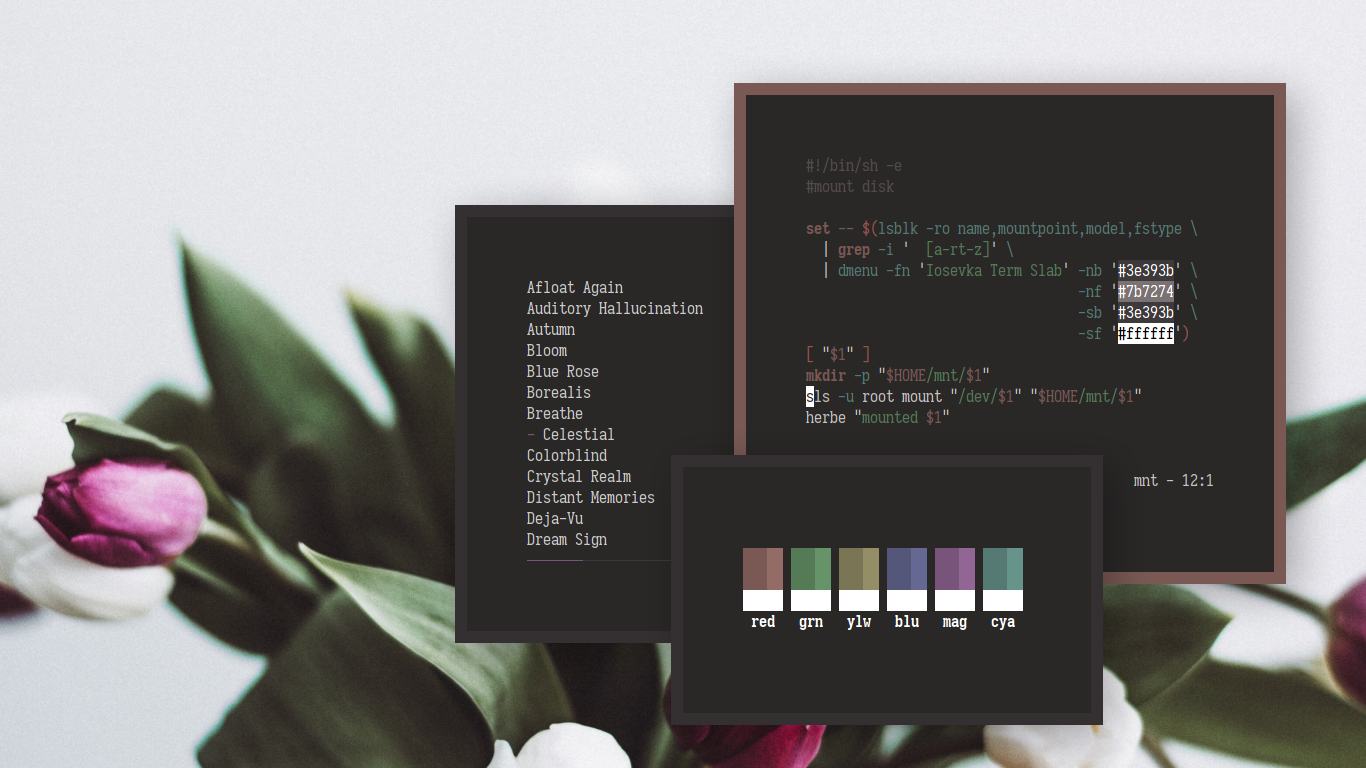 #!/bin/sh -e
#mount disk
set -- $(lsblk -ro name,mountpoint,model,fstype \
  | grep -i '  [a-rt-z]' \
  | dmenu -fn 'Iosevka Term Slab' -nb '#3e393b' \
                                  -nf '#7b7274' \
                                  -sb '#3e393b' \
                                  -sf '#ffffff')
[ "$1" ]
mkdir -p "$HOME/mnt/$1"
sls -u root mount "/dev/$1" "$HOME/mnt/$1"
herbe "mounted $1"
mnt - 12:1
Afloat Again
Auditory Hallucination
Autumn
Bloom
Blue Rose
Borealis
Breathe
- Celestial
Colorblind
Crystal Realm
Distant Memories
Deja-Vu
Dream Sign
red grn ylw blu mag cya